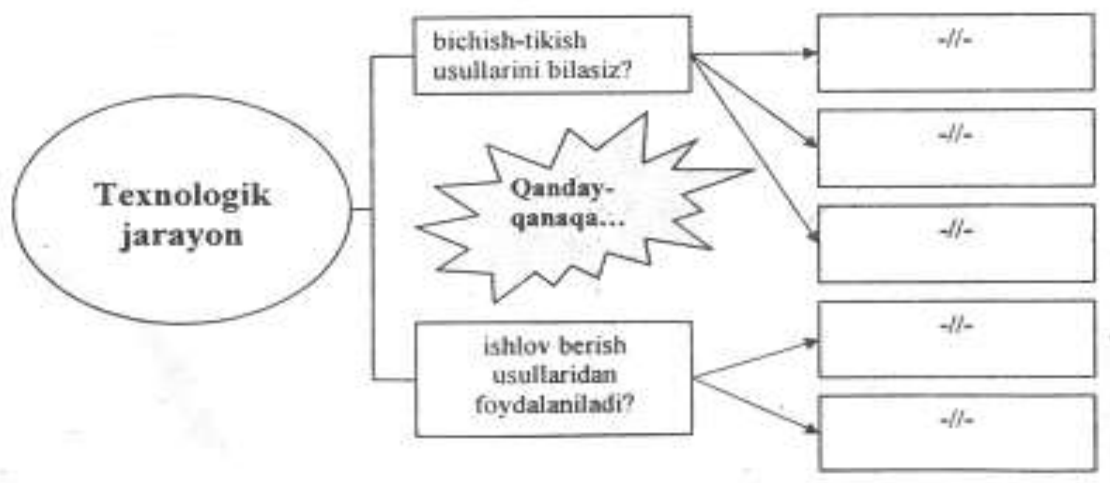 Texnologik
jarayon
bichish-tikish
usullarini bilasiz?
Qanday-
qanaqa...
ishlov berish
usullaridan
foydalaniladi?
-//-
-//-
-//-
-//-
-//-